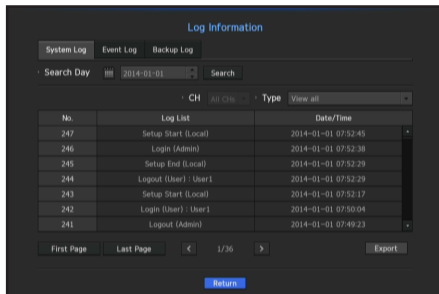 Log Information
System Log Event Log Backup Log
Search Day 2014-01-01 Search
CH All CHs Type View all
No. Log List Date/Time
247 Setup Start (Local) 2014-01-01 07:52:45
246 Login (Admin) 2014-01-01 07:52:38
245 Setup End (Local) 2014-01-01 07:52:29
244 Logout (User) : User1 2014-01-01 07:52:29
243 Setup Start (Local) 2014-01-01 07:52:17
242 Login (User) : User1 2014-01-01 07:50:04
241 Logout (Admin) 2014-01-01 07:49:23
First Page Last Page < 1/36 > Export
Return